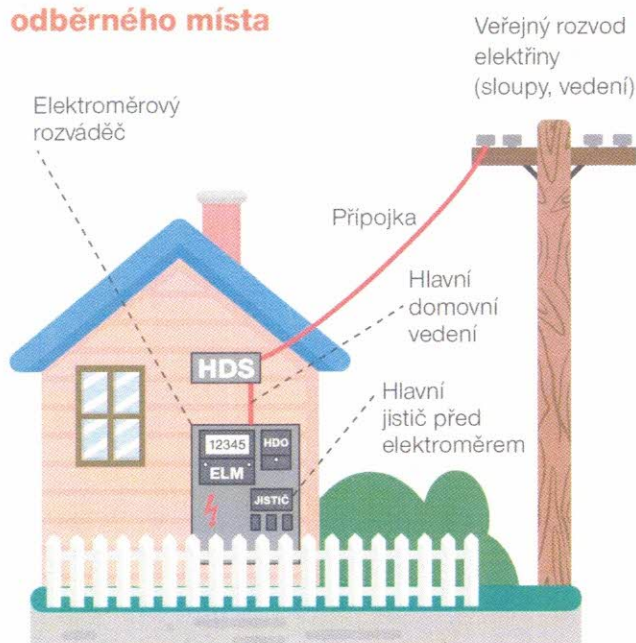 odběrného místa
Veřejný rozvod
elektřiny
(sloupy, vedení)
Elektroměrový
rozváděč
Přípojka
Hlavní
domovní
vedení
HDS
Hlavní
jistič před
elektroměrem
12345
HDO
ELM
JISTIČ